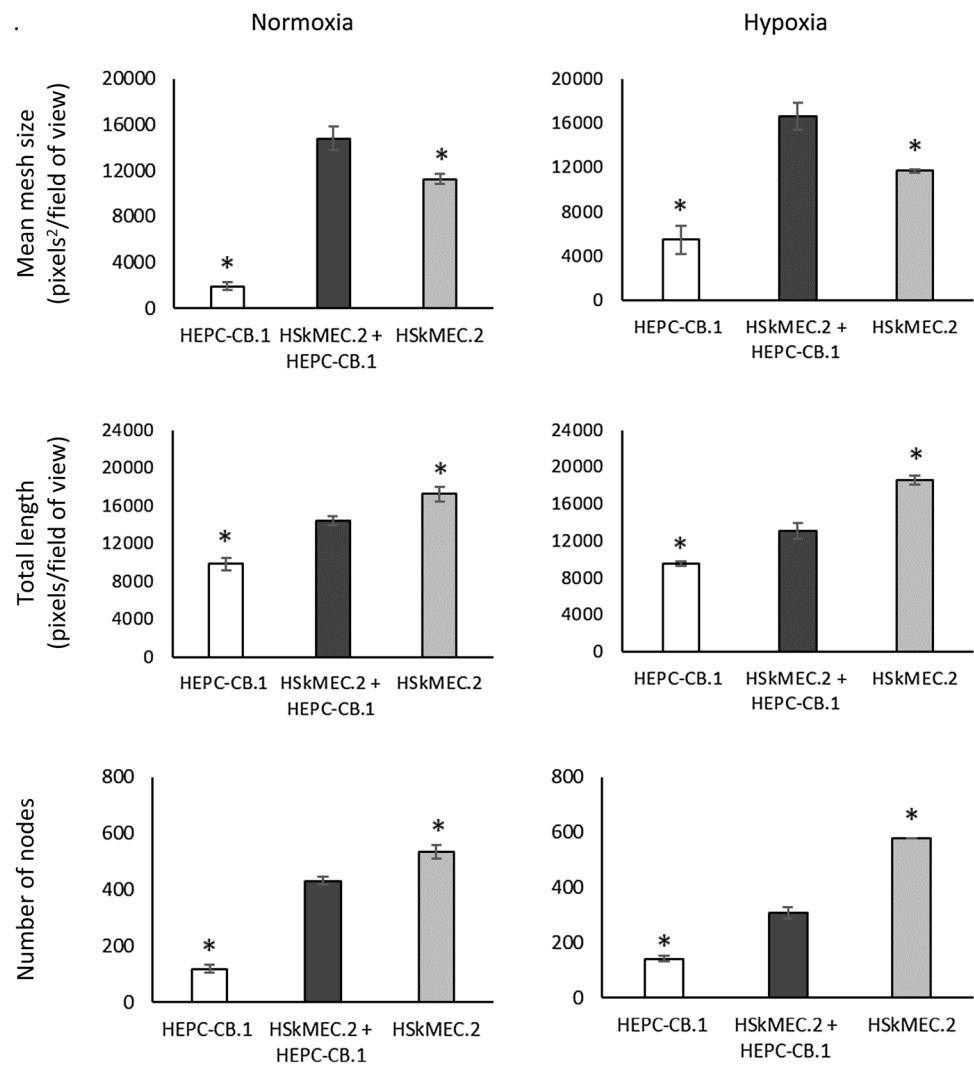 .
Normoxia
Hypoxia
Mean mesh size
(pixels²/field of view)
20000
16000
12000
8000
4000
0
*
*
HEPC-CB.1
HSkMEC.2 +
HEPC-CB.1
HSkMEC.2
20000
16000
12000
8000
4000
0
*
*
HEPC-CB.1
HSkMEC.2 +
HEPC-CB.1
HSkMEC.2
Total length
(pixels/field of view)
24000
20000
16000
12000
8000
4000
0
*
*
HEPC-CB.1
HSkMEC.2 +
HEPC-CB.1
HSkMEC.2
24000
20000
16000
12000
8000
4000
0
*
*
HEPC-CB.1
HSkMEC.2 +
HEPC-CB.1
HSkMEC.2
Number of nodes
800
600
400
200
0
*
*
HEPC-CB.1
HSkMEC.2 +
HEPC-CB.1
HSkMEC.2
800
600
400
200
0
*
*
HEPC-CB.1
HSkMEC.2 +
HEPC-CB.1
HSkMEC.2